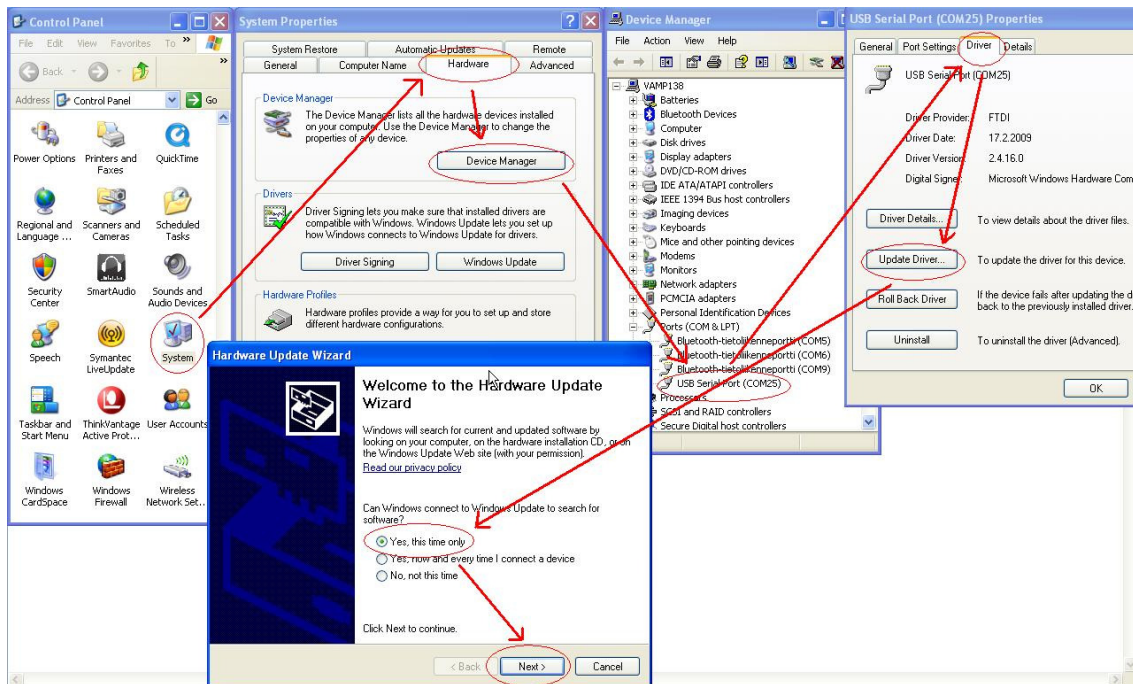 Control Panel
File Edit View Favorites To »
Back »
Address Control Panel Go
Power Options
Printers and
Faxes
QuickTime
Regional and
Language ...
Scanners and
Cameras
Scheduled
Tasks
Security
Center
SmartAudio
Sounds and
Audio Devices
Speech
Symantec
LiveUpdate
System
Taskbar and
Start Menu
ThinkVantage
Active Prot...
User Accounts
Windows
CardSpace
Windows
Firewall
Wireless
Network Set...
System Properties
System Restore Automatic Updates Remote
General Computer Name Hardware Advanced
Device Manager
The Device Manager lists all the hardware devices installed
on your computer. Use the Device Manager to change the
properties of any device.
Device Manager
Drivers
Driver Signing lets you make sure that installed drivers are
compatible with Windows. Windows Update lets you set up
how Windows connects to Windows Update for drivers.
Driver Signing Windows Update
Hardware Profiles
Hardware profiles provide a way for you to set up and store
different hardware configurations.
Hardware Update Wizard
Welcome to the Hardware Update
Wizard
Windows will search for current and updated software by
looking on your computer, on the hardware installation CD, or on
the Windows Update Web site (with your permission).
Read our privacy policy
Can Windows connect to Windows Update to search for
software?
Yes, this time only
Yes, now and every time I connect a device
No, not this time
Click Next to continue.
< Back Next > Cancel
Device Manager
File Action View Help
VAMP138
Batteries
Bluetooth Devices
Computer
Disk drives
Display adapters
DVD/CD-ROM drives
IDE ATA/ATAPI controllers
IEEE 1394 Bus host controllers
Imaging devices
Keyboards
Mice and other pointing devices
Modems
Monitors
Network adapters
PCMCIA adapters
Personal Identification Devices
Ports (COM & LPT)
Bluetooth-tietoliikenneportti (COM5)
Bluetooth-tietoliikenneportti (COM6)
Bluetooth-tietoliikenneportti (COM9)
USB Serial Port (COM25)
Processors
SCSI and RAID controllers
Secure Digital host controllers
USB Serial Port (COM25) Properties
General Port Settings Driver Details
USB Serial Port (COM25)
Driver Provider: FTDI
Driver Date: 17.2.2009
Driver Version: 2.4.16.0
Digital Signer: Microsoft Windows Hardware Com
Driver Details... To view details about the driver files.
Update Driver... To update the driver for this device.
Roll Back Driver If the device fails after updating the d
back to the previously installed driver.
Uninstall To uninstall the driver (Advanced).
OK